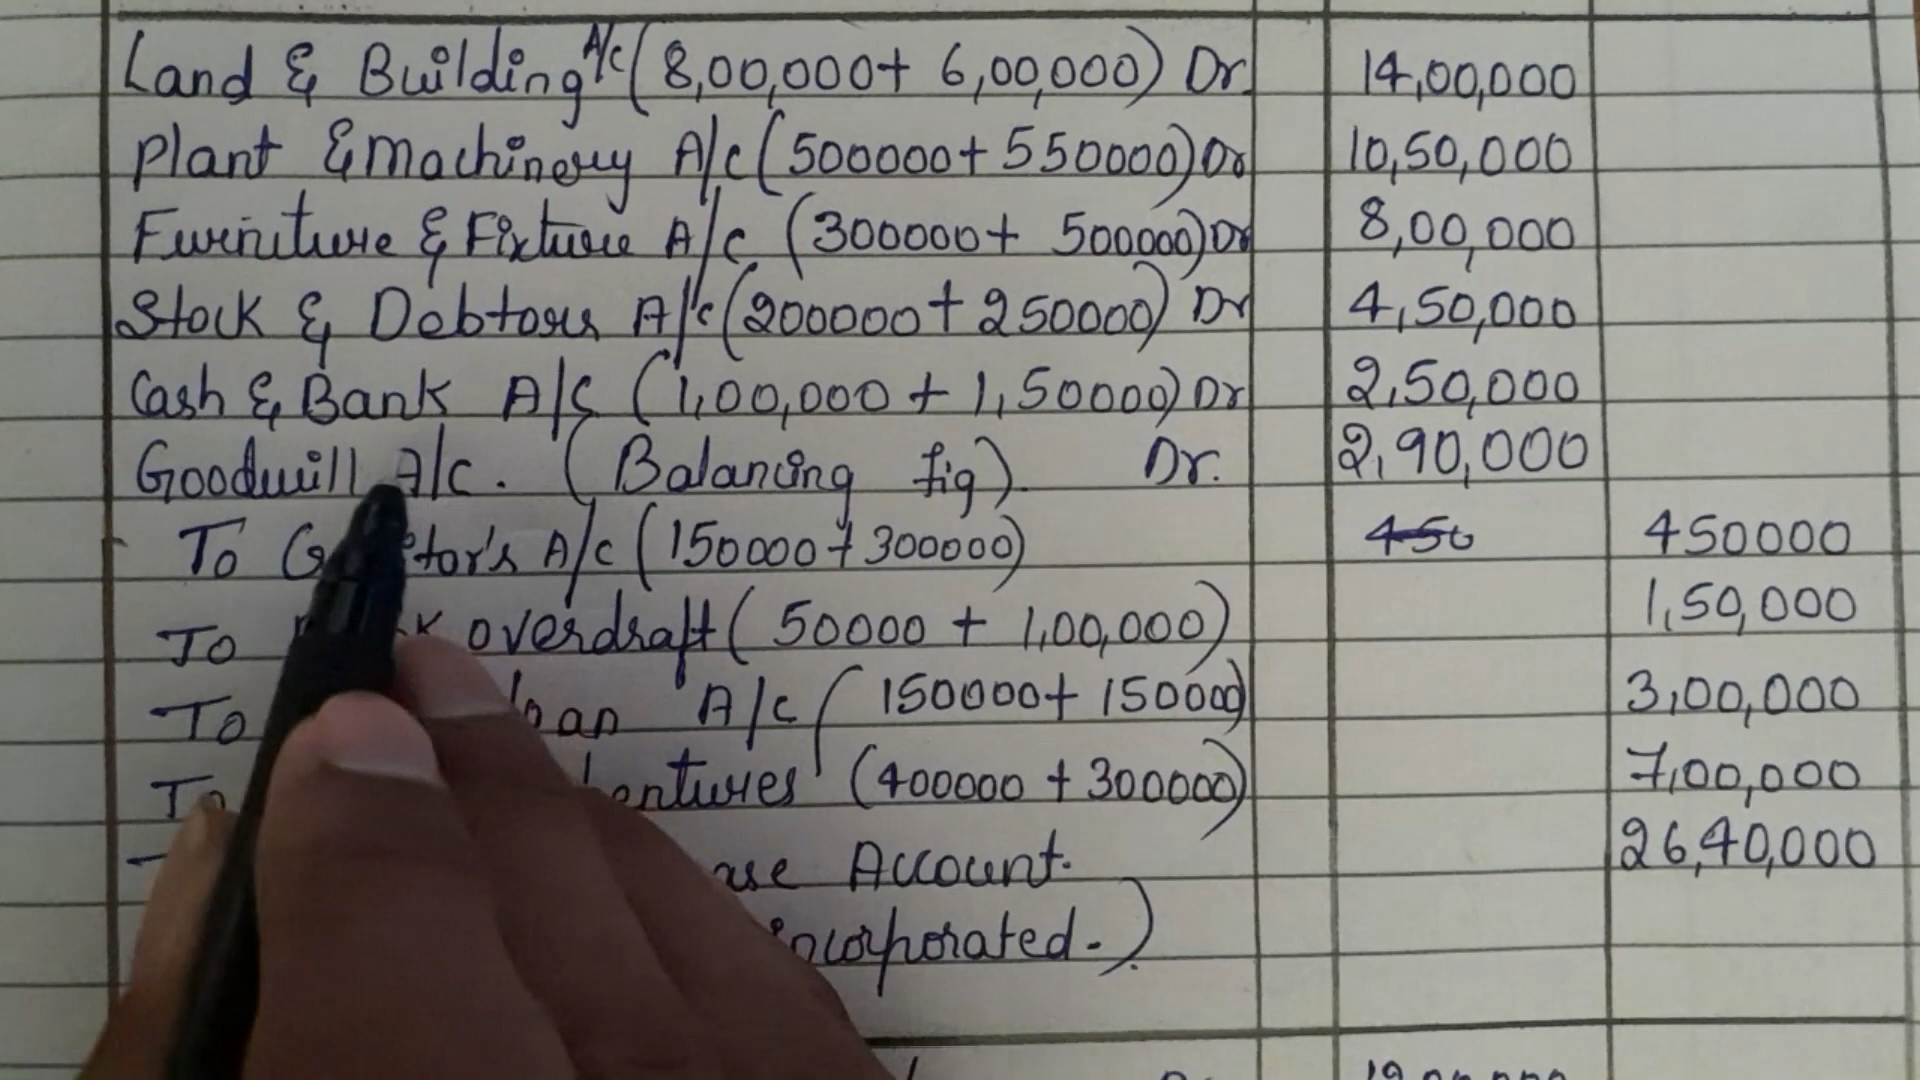 Land & Building A/c (8,00,000+ 6,00,000) Dr. 14,00,000
Plant & Machinery A/c (500000+ 550000) Dr 10,50,000
Furniture & Fixture A/c (300000+ 500000) Dr 8,00,000
Stock & Debtors A/c (200000+ 250000) Dr 4,50,000
Cash & Bank A/c (1,00,000 + 1,50000) Dr 2,50,000
Goodwill A/c. (Balancing fig) Dr. 2,90,000
To A/c (150000+300000) 450000
To overdraft (50000 + 1,00,000) 1,50,000
To loan A/c (150000+ 150000) 3,00,000
To (400000 + 300000) 7,00,000
Account. 26,40,000
incorporated.)